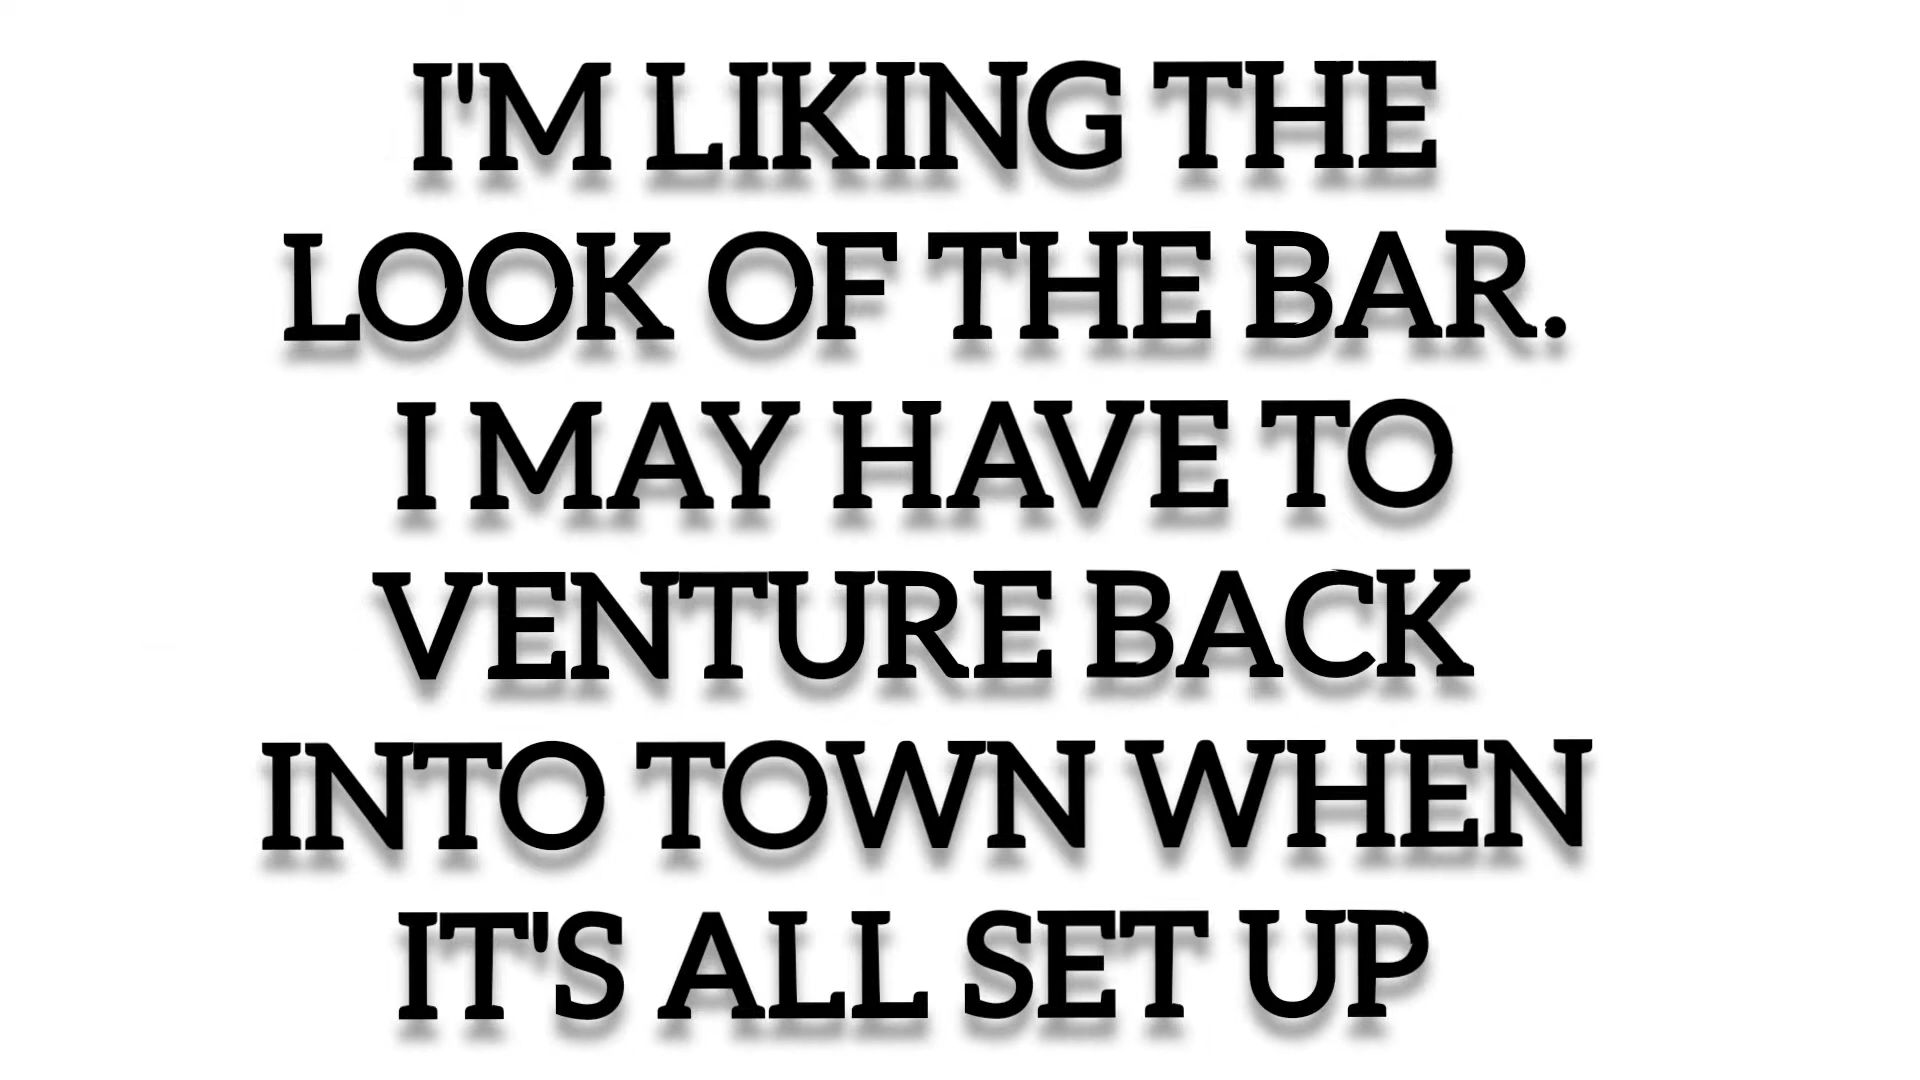 I'M LIKING THE
LOOK OF THE BAR.
I MAY HAVE TO
VENTURE BACK
INTO TOWN WHEN
IT'S ALL SET UP